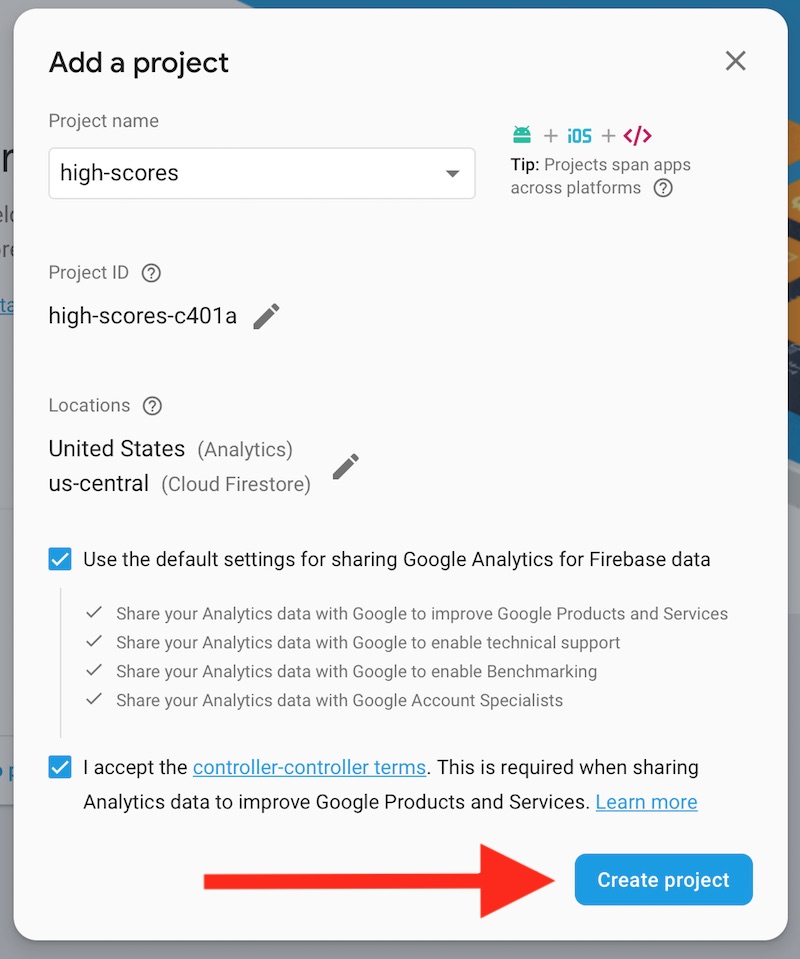 Add a project
Project name
high-scores
+ iOS + </>
Tip: Projects span apps
across platforms ?
Project ID ?
high-scores-c401a
Locations ?
United States (Analytics)
us-central (Cloud Firestore)
Use the default settings for sharing Google Analytics for Firebase data
Share your Analytics data with Google to improve Google Products and Services
Share your Analytics data with Google to enable technical support
Share your Analytics data with Google to enable Benchmarking
Share your Analytics data with Google Account Specialists
I accept the controller-controller terms. This is required when sharing
Analytics data to improve Google Products and Services. Learn more
Create project